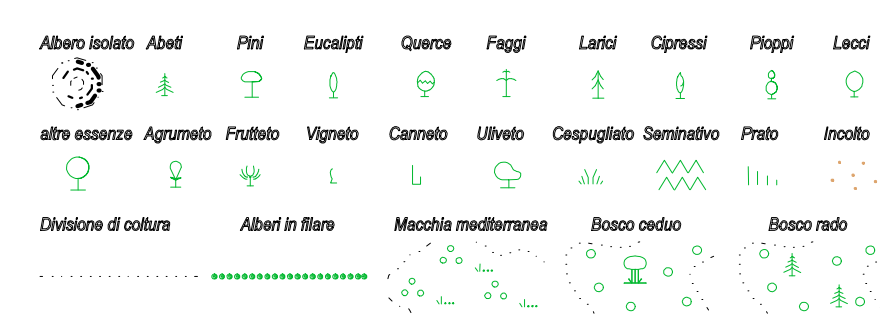 Albero isolato Abeti Pini Eucalipti Querce Faggi Larici Cipressi Pioppi Lecci
altre essenze Agrumeto Frutteto Vigneto Canneto Uliveto Cespugliato Seminativo Prato Incolto
Divisione di coltura Alberi in filare Macchia mediterranea Bosco ceduo Bosco rado